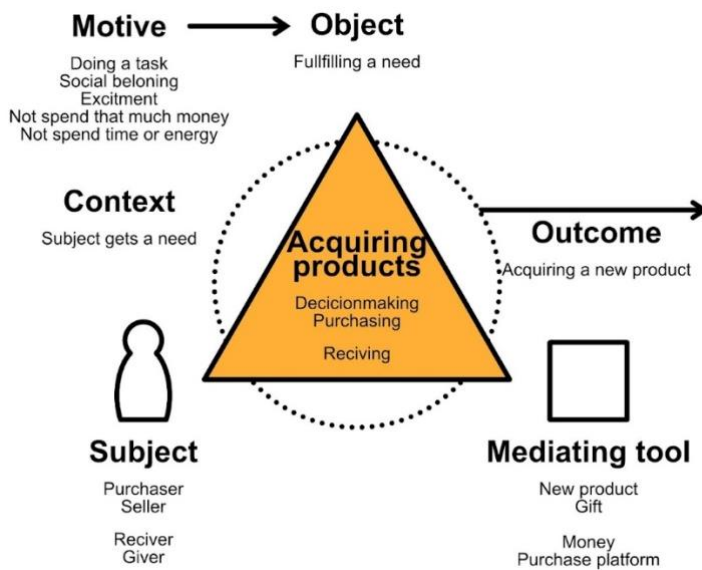 Motive
Object
Doing a task
Social beloning
Excitment
Not spend that much money
Not spend time or energy
Fullfilling a need
Context
Subject gets a need
Acquiring
products
Decicionmaking
Purchasing
Reciving
Outcome
Acquiring a new product
Subject
Purchaser
Seller
Reciver
Giver
Mediating tool
New product
Gift
Money
Purchase platform